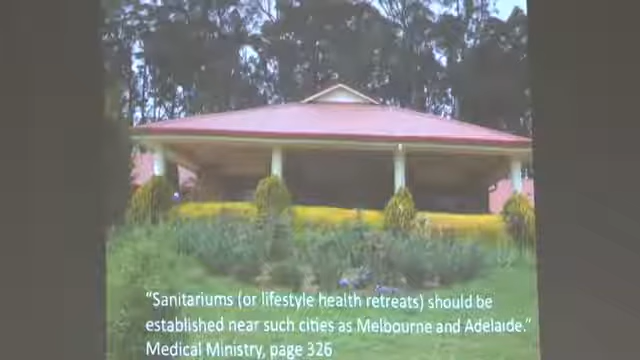 “Sanitariums (or lifestyle health retreats) should be
established near such cities as Melbourne and Adelaide.”
Medical Ministry, page 326